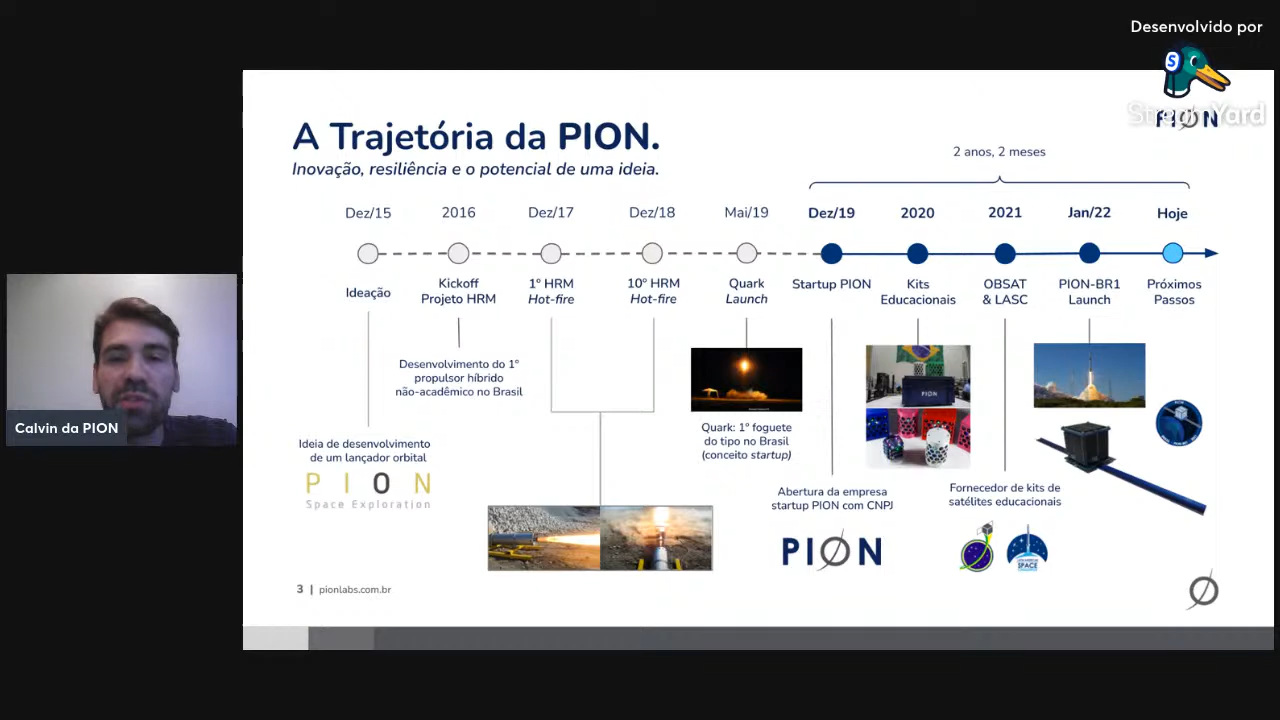 Desenvolvido por
StreamYard
PION
A Trajetória da PION.
Inovação, resiliência e o potencial de uma ideia.
2 anos, 2 meses
Dez/15
2016
Dez/17
Dez/18
Mai/19
Dez/19
2020
2021
Jan/22
Hoje
Ideação
Kickoff
Projeto HRM
1º HRM
Hot-fire
10º HRM
Hot-fire
Quark
Launch
Startup PION
Kits
Educacionais
OBSAT
& LASC
PION-BR1
Launch
Próximos
Passos
Desenvolvimento do 1º
propulsor híbrido
não-acadêmico no Brasil
Ideia de desenvolvimento
de um lançador orbital
PION
Space Exploration
Quark: 1º foguete
do tipo no Brasil
(conceito startup)
Abertura da empresa
startup PION com CNPJ
PION
PION
Fornecedor de kits de
satélites educacionais
SPACE
Calvin da PION
3 | pionlabs.com.br